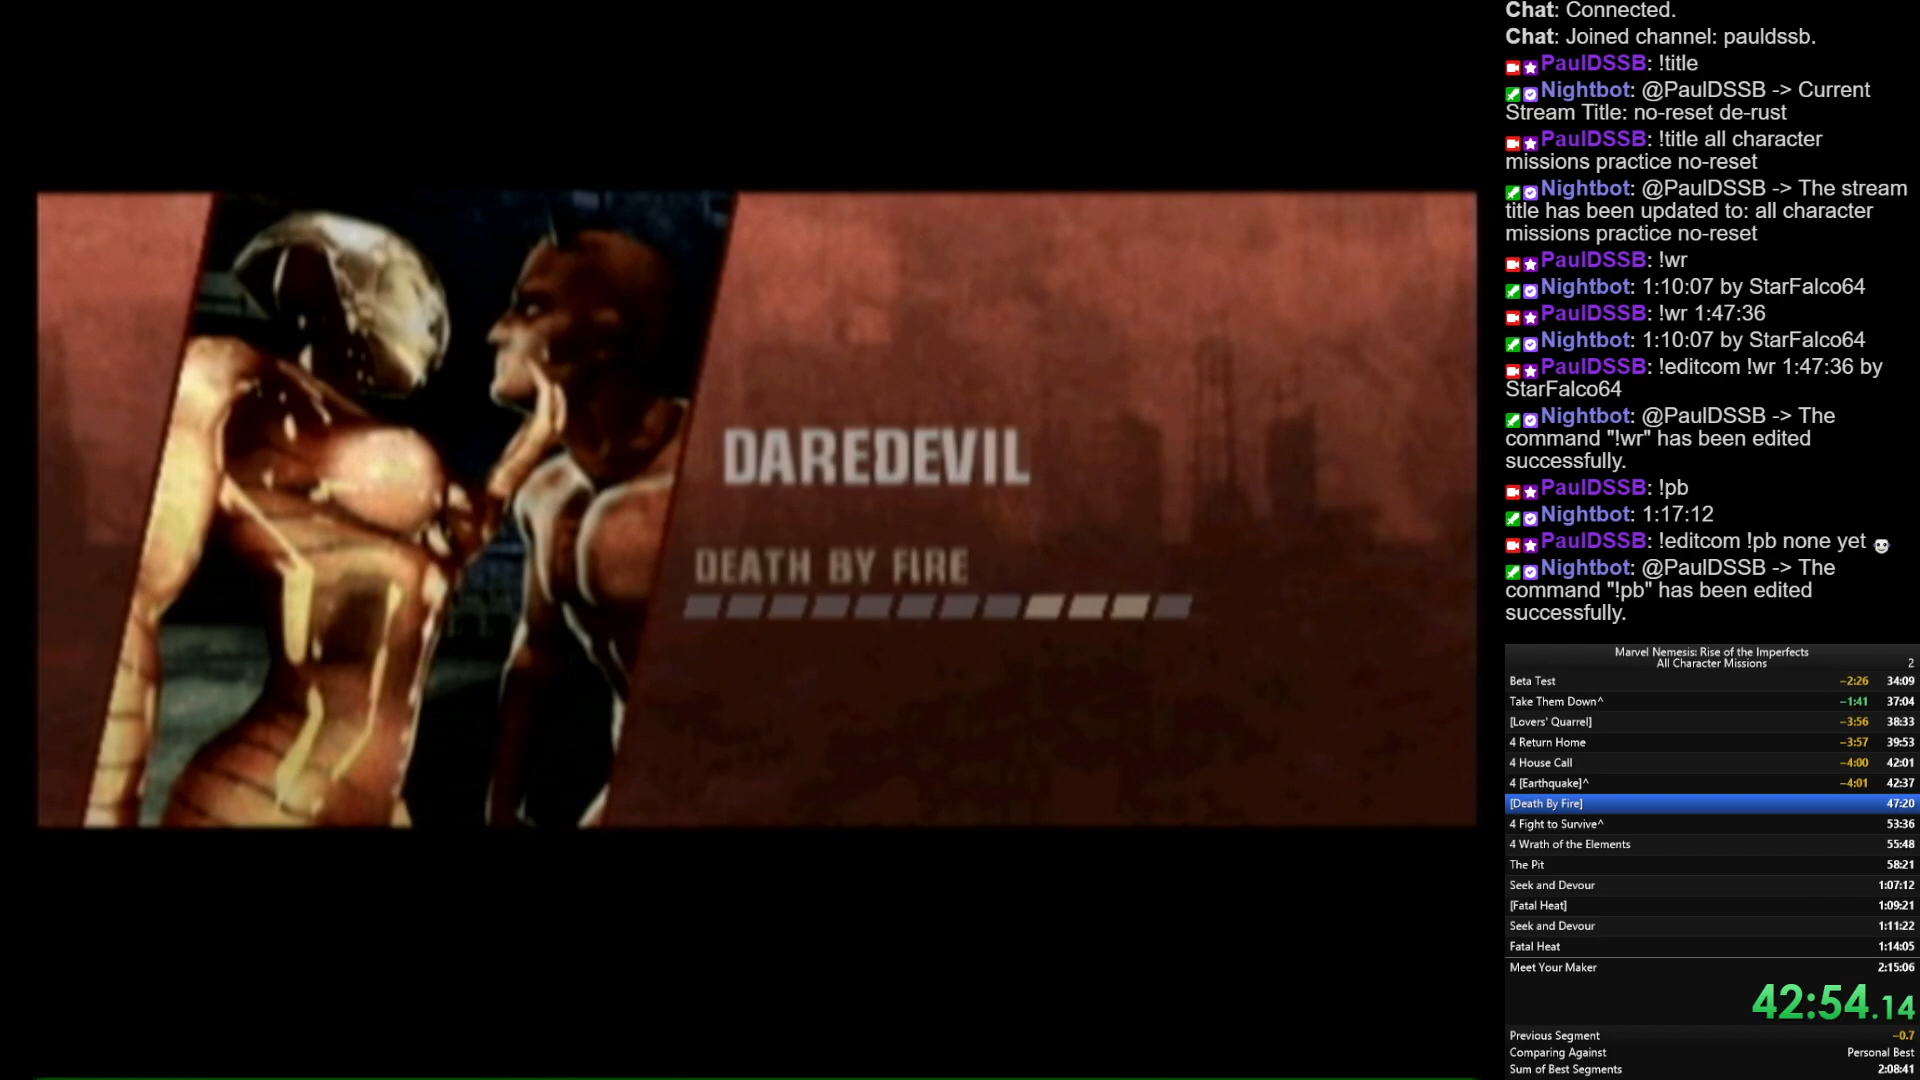 DAREDEVIL
DEATH BY FIRE
Chat: Connected.
Chat: Joined channel: pauldssb.
PaulDSSB: !title
Nightbot: @PaulDSSB -> Current
Stream Title: no-reset de-rust
PaulDSSB: !title all character
missions practice no-reset
Nightbot: @PaulDSSB -> The stream
title has been updated to: all character
missions practice no-reset
PaulDSSB: !wr
Nightbot: 1:10:07 by StarFalco64
PaulDSSB: !wr 1:47:36
Nightbot: 1:10:07 by StarFalco64
PaulDSSB: !editcom !wr 1:47:36 by
StarFalco64
Nightbot: @PaulDSSB -> The
command "!wr" has been edited
successfully.
PaulDSSB: !pb
Nightbot: 1:17:12
PaulDSSB: !editcom !pb none yet
Nightbot: @PaulDSSB -> The
command "!pb" has been edited
successfully.
Marvel Nemesis: Rise of the Imperfects
All Character Missions 2
Beta Test −2:26 34:09
Take Them Down^ −1:41 37:04
[Lovers' Quarrel] −3:56 38:33
4 Return Home −3:57 39:53
4 House Call −4:00 42:01
4 [Earthquake]^ −4:01 42:37
[Death By Fire] 47:20
4 Fight to Survive^ 53:36
4 Wrath of the Elements 55:48
The Pit 58:21
Seek and Devour 1:07:12
[Fatal Heat] 1:09:21
Seek and Devour 1:11:22
Fatal Heat 1:14:05
Meet Your Maker 2:15:06
42:54.14
Previous Segment −0.7
Comparing Against Personal Best
Sum of Best Segments 2:08:41